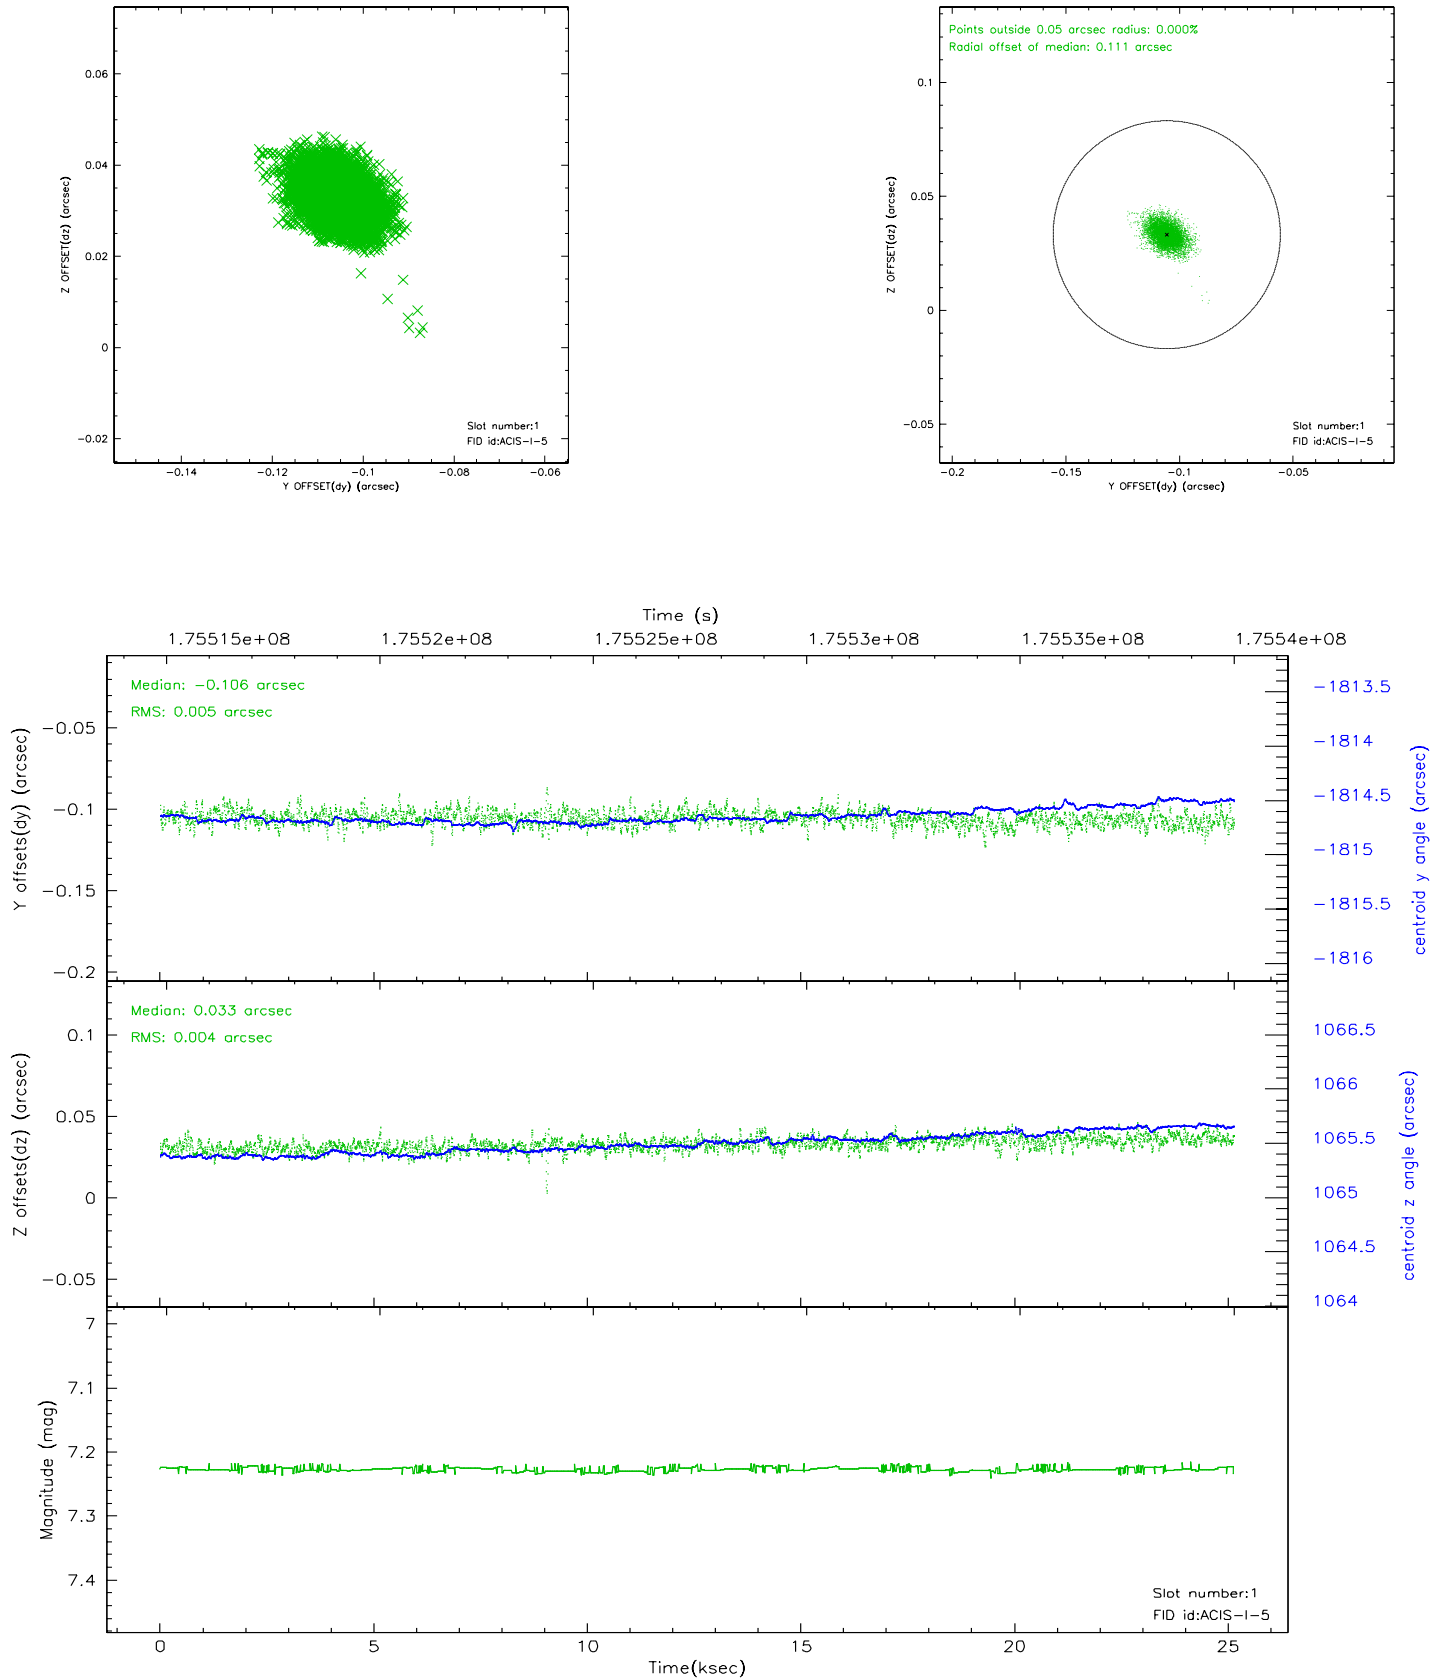 0.06
0.04
0.02
0
−0.02
Z OFFSET(dz) (arcsec)
−0.14
−0.12
−0.1
−0.08
−0.06
Y OFFSET(dy) (arcsec)
Slot number:1
FID id:ACIS−I−5
Points outside 0.05 arcsec radius: 0.000%
Radial offset of median: 0.111 arcsec
0.1
0.05
0
−0.05
Z OFFSET(dz) (arcsec)
−0.2
−0.15
−0.1
−0.05
Y OFFSET(dy) (arcsec)
Slot number:1
FID id:ACIS−I−5
Time (s)
1.75515e+08
1.7552e+08
1.75525e+08
1.7553e+08
1.75535e+08
1.7554e+08
Median: −0.106 arcsec
RMS: 0.005 arcsec
−0.05
−0.1
−0.15
−0.2
Y offsets(dy) (arcsec)
−1813.5
−1814
−1814.5
−1815
−1815.5
−1816
centroid y angle (arcsec)
Median: 0.033 arcsec
RMS: 0.004 arcsec
0.1
0.05
0
−0.05
Z offsets(dz) (arcsec)
1066.5
1066
1065.5
1065
1064.5
1064
centroid z angle (arcsec)
7
7.1
7.2
7.3
7.4
Magnitude (mag)
Slot number:1
FID id:ACIS−I−5
0
5
10
15
20
25
Time(ksec)